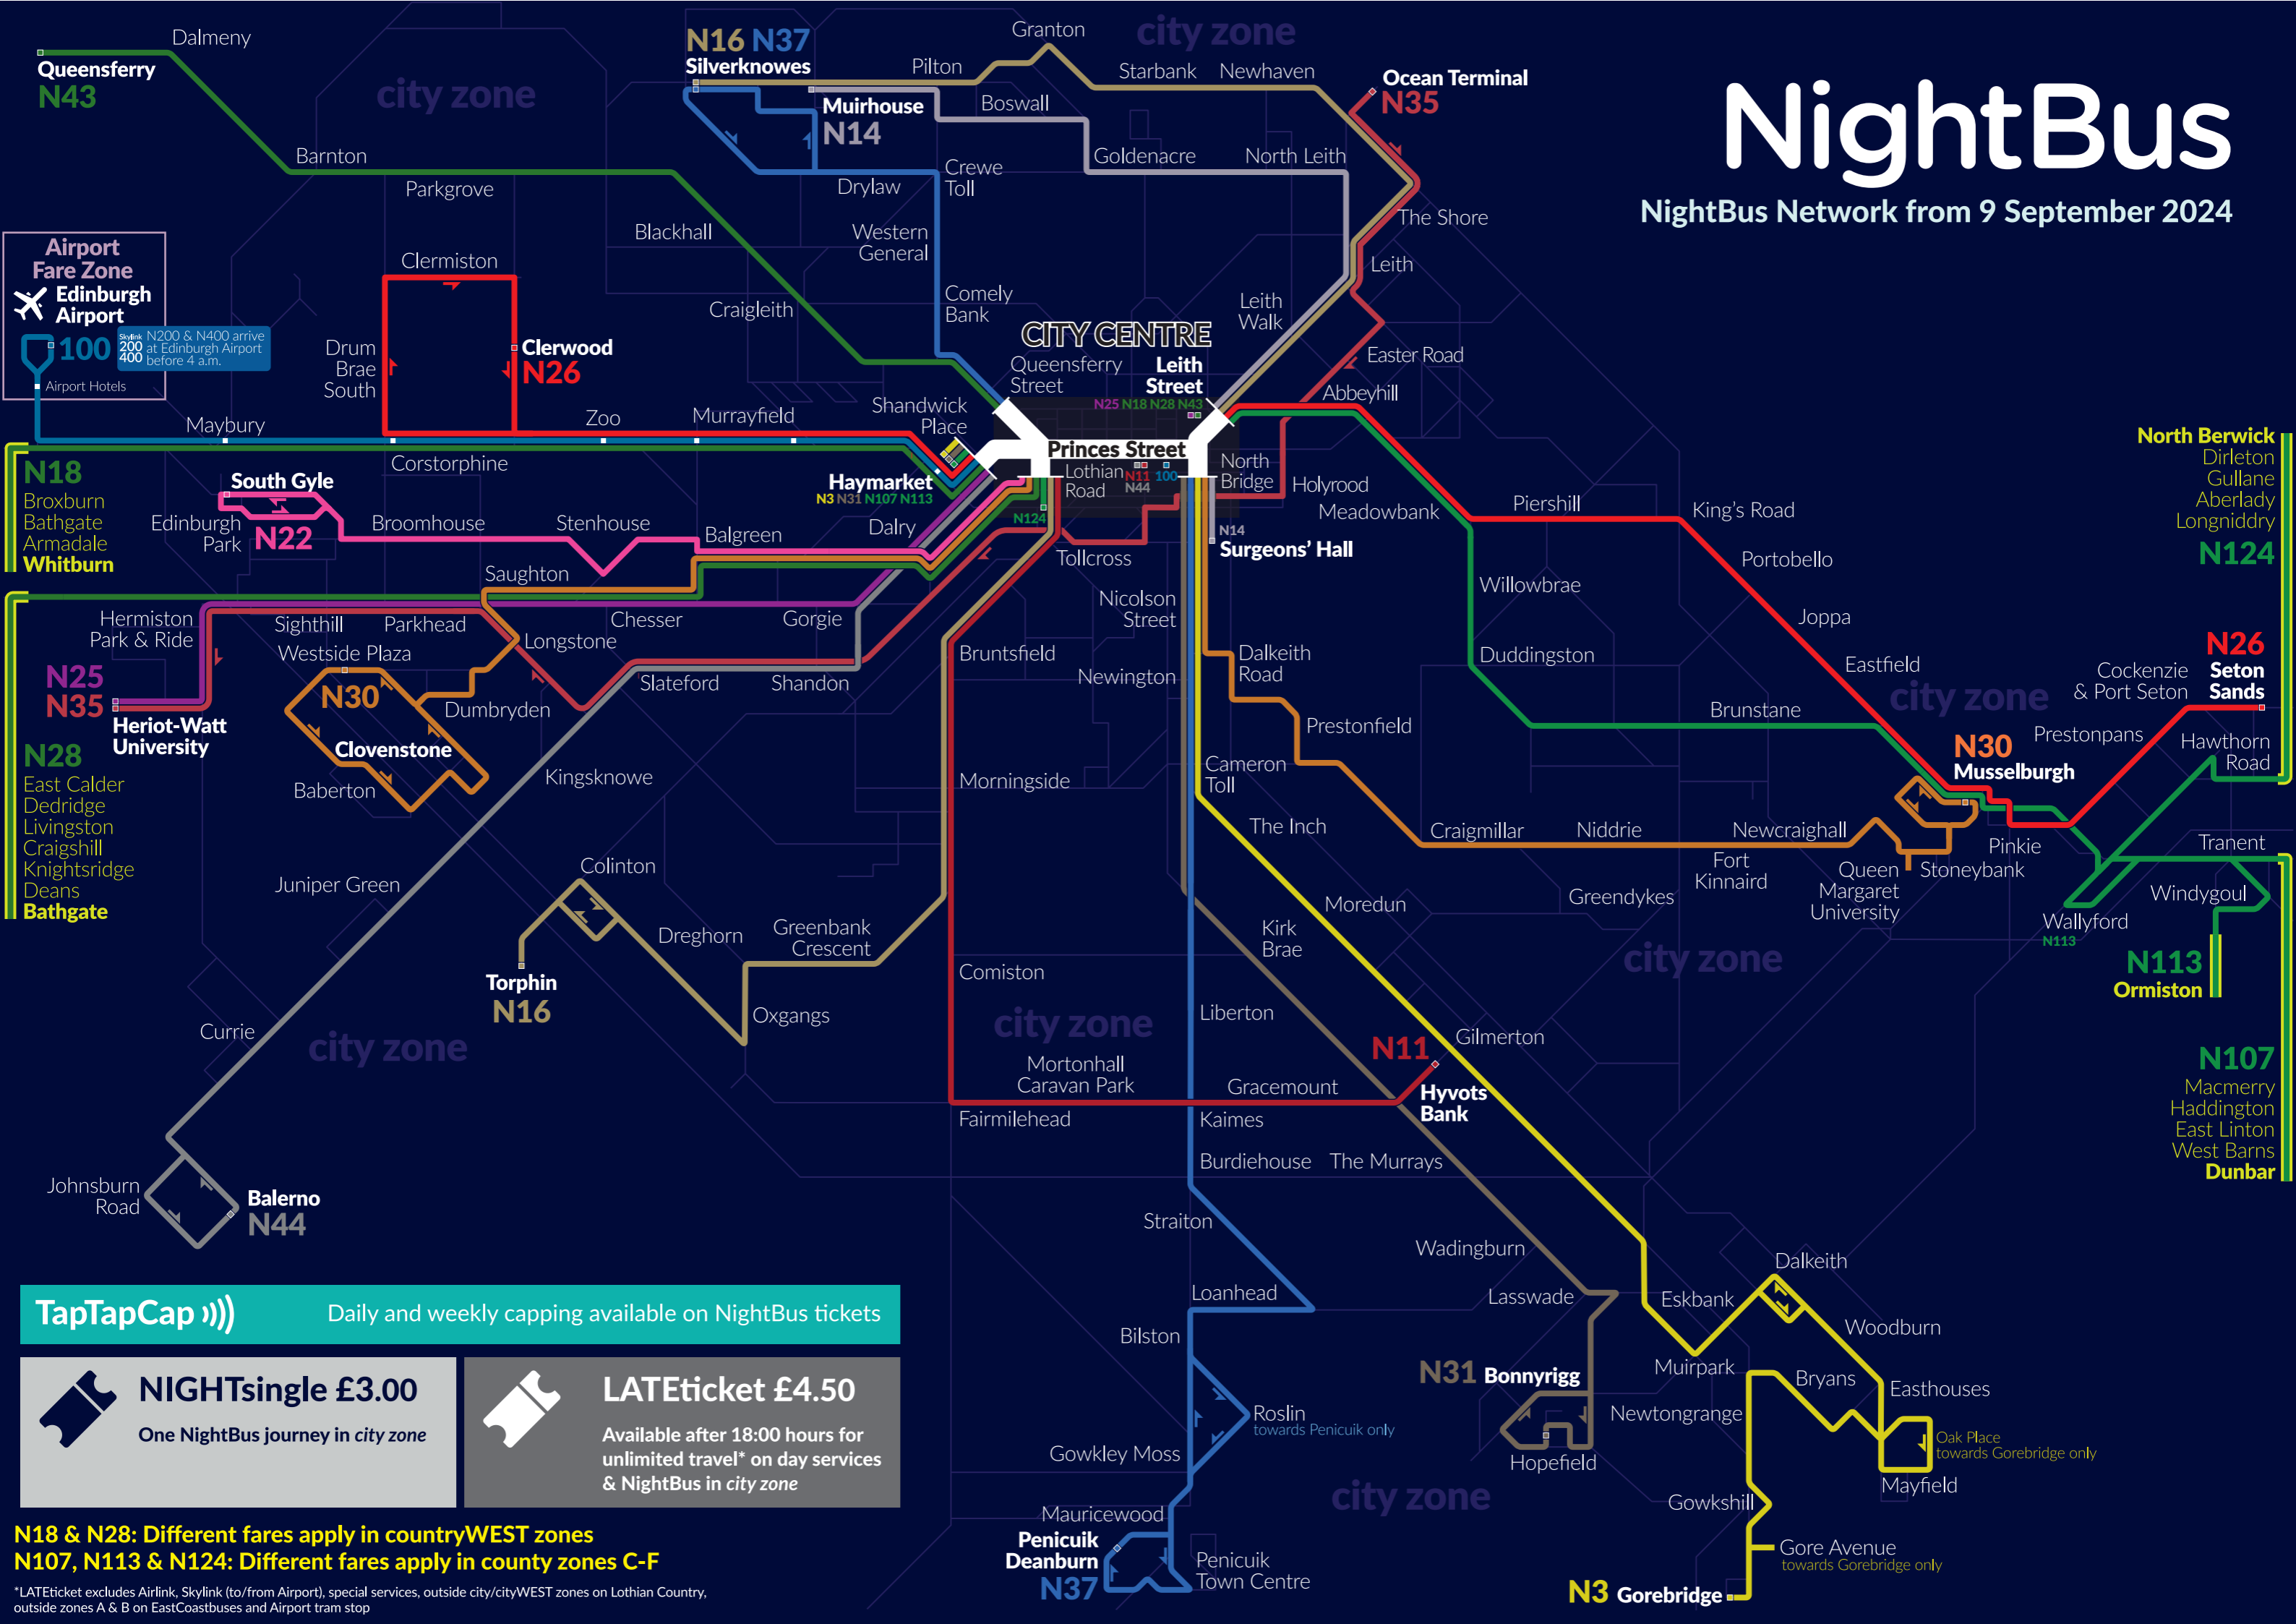 NightBus
NightBus Network from 9 September 2024
city zone
city zone
Dalmeny
Queensferry
N43
N16 N37
Silverknowes
Pilton
Granton
Starbank
Newhaven
Ocean Terminal
N35
Muirhouse
N14
Boswall
Goldenacre
North Leith
Barnton
Parkgrove
Drylaw
Crewe
Toll
The Shore
Blackhall
Western
General
Leith
Airport
Fare Zone
Edinburgh
Airport
100
Skylink
200
400
N200 & N400 arrive
at Edinburgh Airport
before 4 a.m.
Airport Hotels
Clermiston
Craigleith
Comely
Bank
Leith
Walk
Drum
Brae
South
Clerwood
N26
CITY CENTRE
Queensferry
Street
Leith
Street
N25 N18 N28 N43
Easter Road
Abbeyhill
Maybury
Zoo
Murrayfield
Shandwick
Place
Princes Street
Corstorphine
Haymarket
N3 N31 N107 N113
Lothian
Road
N11 100
N44
North
Bridge
Holyrood
Meadowbank
Piershill
King's Road
Portobello
N18
Broxburn
Bathgate
Armadale
Whitburn
South Gyle
Edinburgh
Park
N22
Broomhouse
Stenhouse
Balgreen
Dalry
N124
Tollcross
N14
Surgeons' Hall
North Berwick
Dirleton
Gullane
Aberlady
Longniddry
N124
Saughton
Willowbrae
Joppa
Hermiston
Park & Ride
Sighthill
Parkhead
Chesser
Gorgie
Nicolson
Street
Westside Plaza
Longstone
Bruntsfield
Dalkeith
Road
Duddingston
Eastfield
N26
Seton
Sands
Cockenzie
& Port Seton
N25
N35
Heriot-Watt
University
N30
Slateford
Shandon
Newington
Dumbryden
Clovenstone
Baberton
Kingsknowe
Prestonfield
Brunstane
city zone
N30
Musselburgh
Prestonpans
Hawthorn
Road
N28
East Calder
Dedridge
Livingston
Craigshill
Knightsridge
Deans
Bathgate
Morningside
Cameron
Toll
The Inch
Craigmillar
Niddrie
Newcraighall
Fort
Kinnaird
Queen
Margaret
University
Stoneybank
Pinkie
Tranent
Windygoul
Wallyford
N113
Colinton
Juniper Green
Greenbank
Crescent
Dreghorn
Moredun
Greendykes
Kirk
Brae
city zone
N113
Ormiston
Torphin
N16
Comiston
Oxgangs
city zone
Liberton
Currie
city zone
N11
Gilmerton
Mortonhall
Caravan Park
Gracemount
Hyvots
Bank
Fairmilehead
Kaimes
N107
Macmerry
Haddington
East Linton
West Barns
Dunbar
Burdiehouse
The Murrays
Johnsburn
Road
Balerno
N44
Straiton
Wadingburn
Dalkeith
Loanhead
Lasswade
Eskbank
Woodburn
Bilston
Muirpark
N31 Bonnyrigg
Bryans
Easthouses
Roslin
towards Penicuik only
Newtongrange
Oak Place
towards Gorebridge only
Gowkley Moss
Hopefield
Mayfield
city zone
Gowkshill
Mauricewood
Penicuik
Deanburn
N37
Penicuik
Town Centre
Gore Avenue
towards Gorebridge only
N3 Gorebridge
TapTapCap
Daily and weekly capping available on NightBus tickets
NIGHTsingle £3.00
One NightBus journey in city zone
LATEticket £4.50
Available after 18:00 hours for
unlimited travel* on day services
& NightBus in city zone
N18 & N28: Different fares apply in countryWEST zones
N107, N113 & N124: Different fares apply in county zones C-F
*LATEticket excludes Airlink, Skylink (to/from Airport), special services, outside city/cityWEST zones on Lothian Country,
outside zones A & B on EastCoastbuses and Airport tram stop